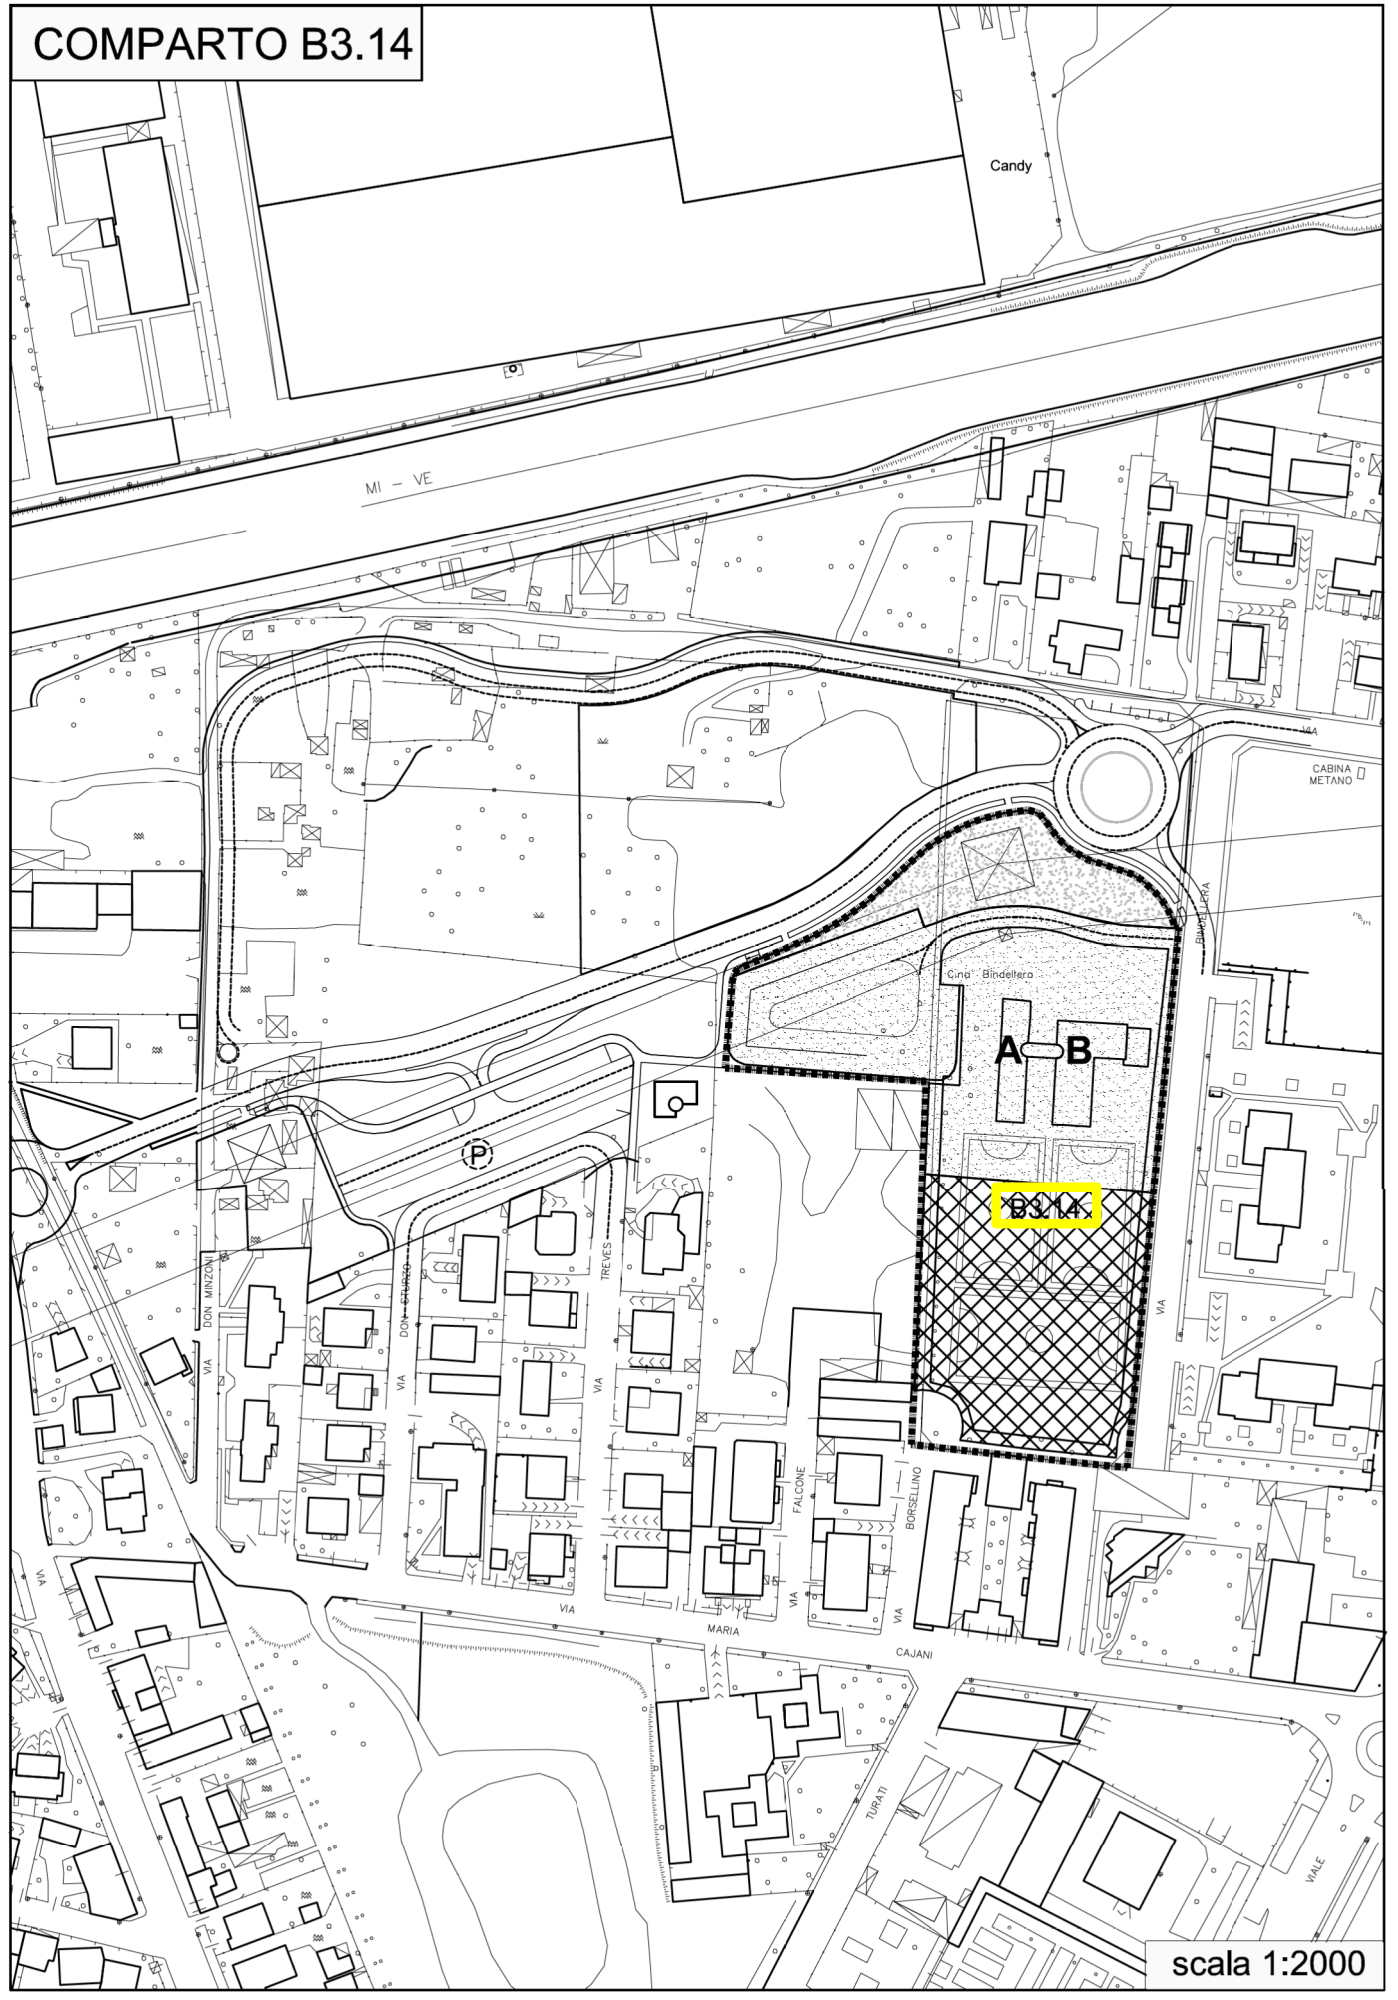 COMPARTO B3.14
Candy
MI - VE
VIA
CABINA
METANO
BINDELLERA
Cina Bindellera
A B
P
B3.14
DON MINZONI
VIA
DON STURZO
VIA
TREVES
VIA
VIA
FALCONE
VIA
BORSELLINO
VIA
VIA
VIA
MARIA
CAJANI
TURATI
VIALE
scala 1:2000